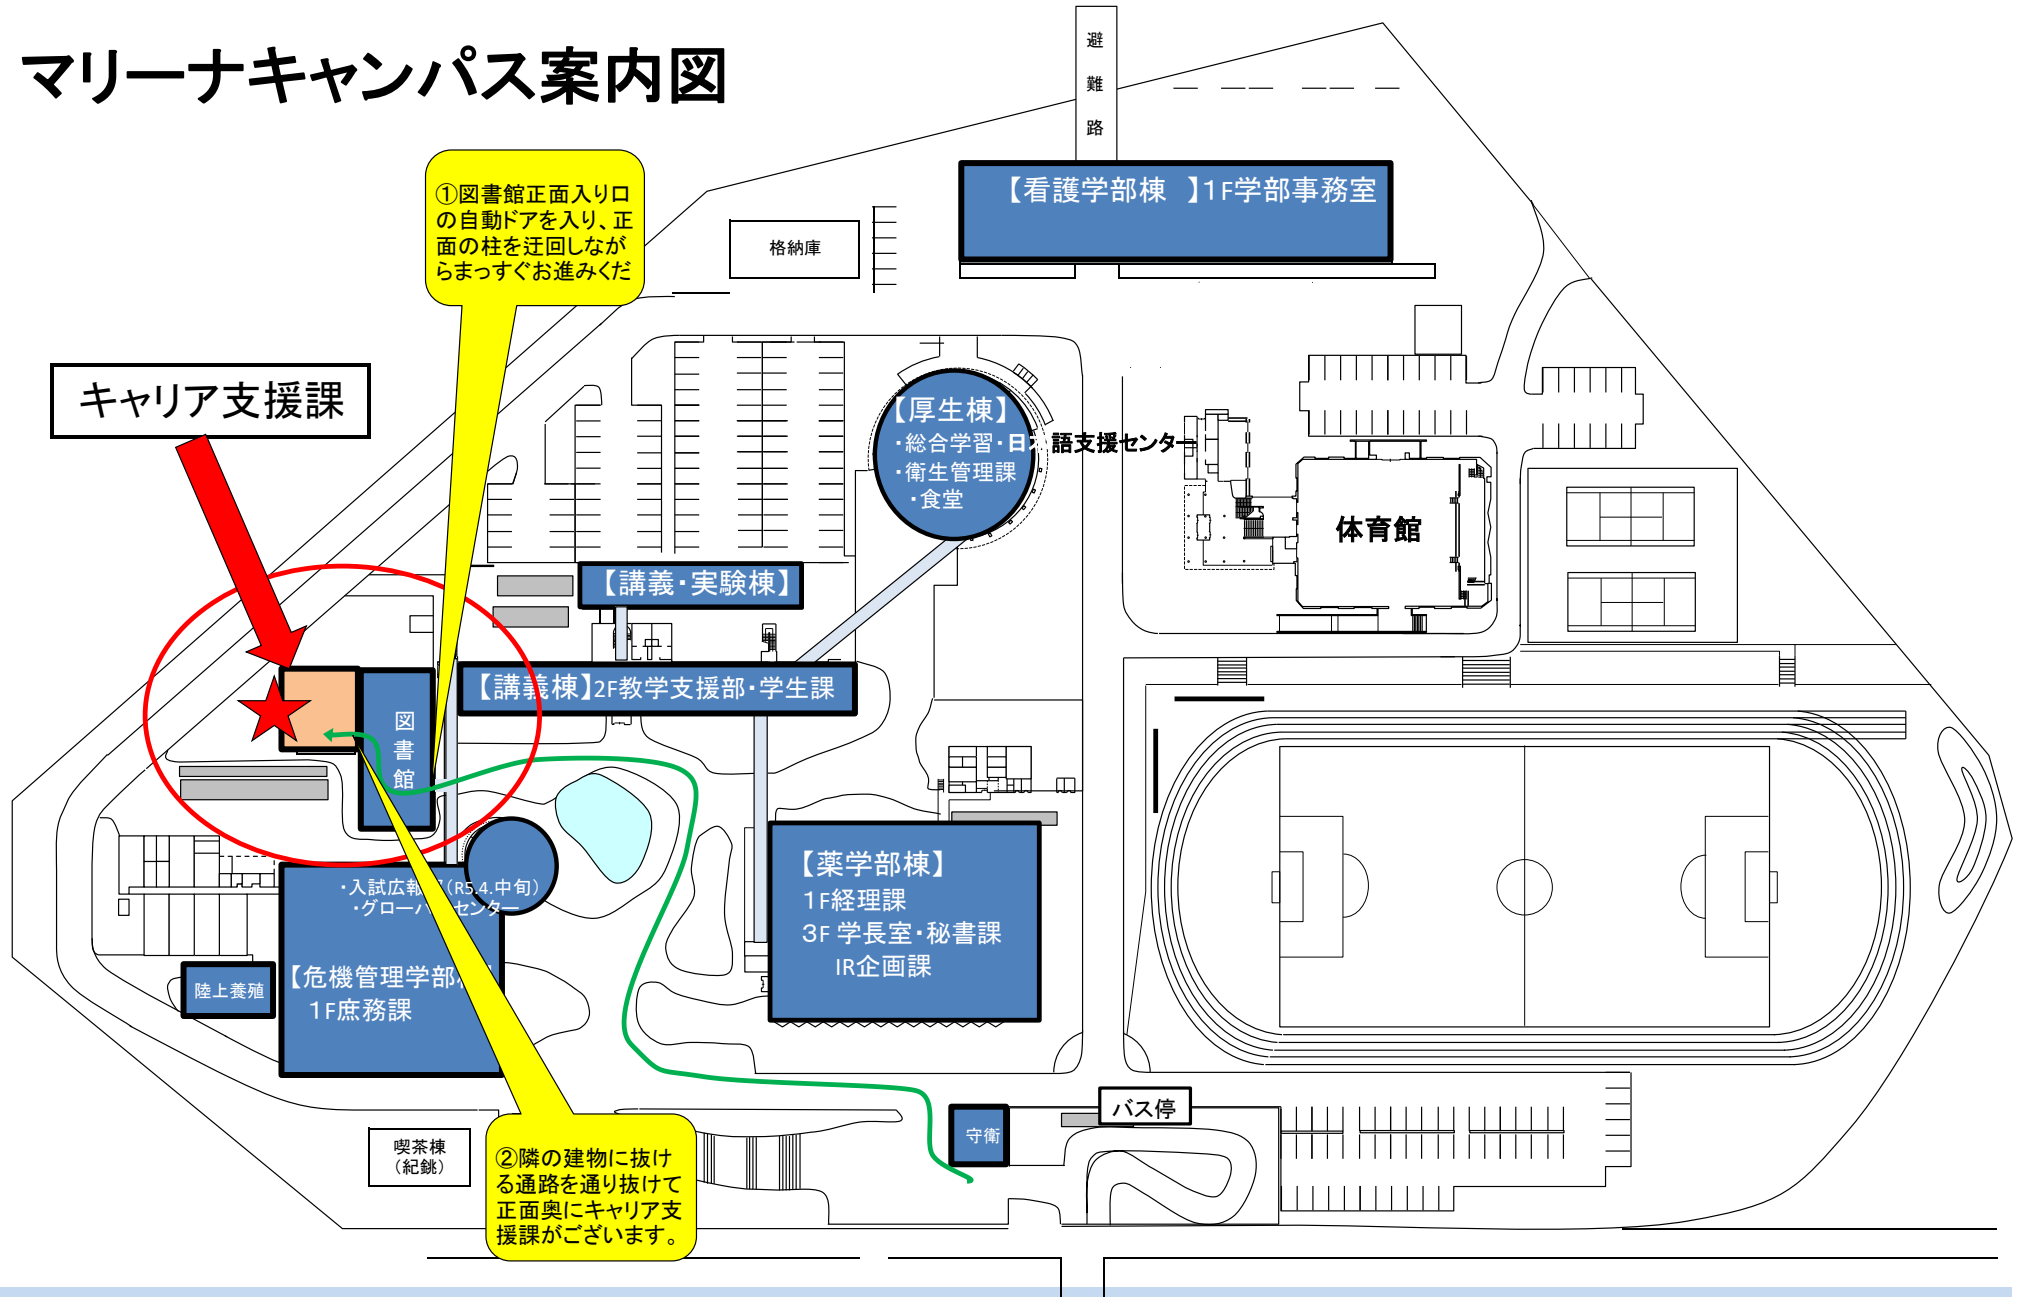 マリーナキャンパス案内図
避難路
①図書館正面入り口
の自動ドアを入り、正
面の柱を迂回しなが
らまっすぐお進みくだ
【看護学部棟　】1F学部事務室
格納庫
キャリア支援課
【厚生棟】
・総合学習・日本語支援センター
・衛生管理課
・食堂
体育館
【講義・実験棟】
【講義棟】2F教学支援部・学生課
図書館
・入試広報(R5.4.中旬)
・グローバルセンター
【薬学部棟】
1F経理課
3F 学長室・秘書課
IR企画課
【危機管理学部
1F庶務課
陸上養殖
バス停
守衛
喫茶棟
(紀銚)
②隣の建物に抜け
る通路を通り抜けて
正面奥にキャリア支
援課がございます。